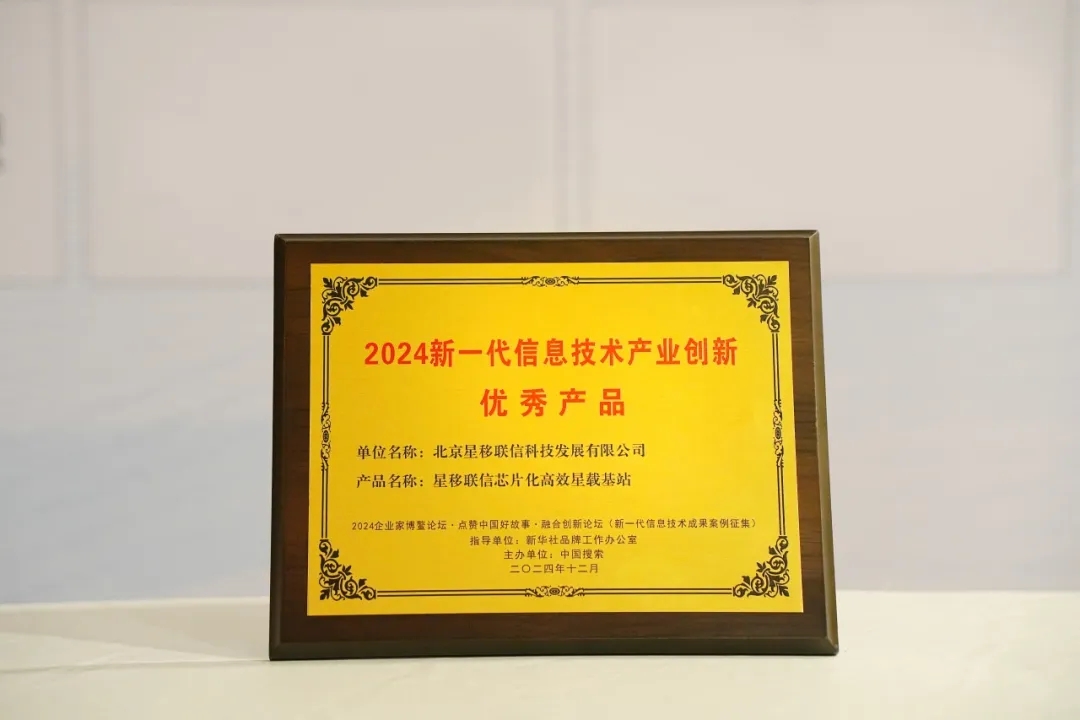 2024新一代信息技术产业创新
优秀产品
单位名称：北京星移联信科技发展有限公司
产品名称：星移联信芯片化高效星载基站
2024企业家博鳌论坛·点赞中国好故事·融合创新论坛（新一代信息技术成果案例征集）
指导单位：新华社品牌工作办公室
主办单位：中国搜索
二〇二四年十二月